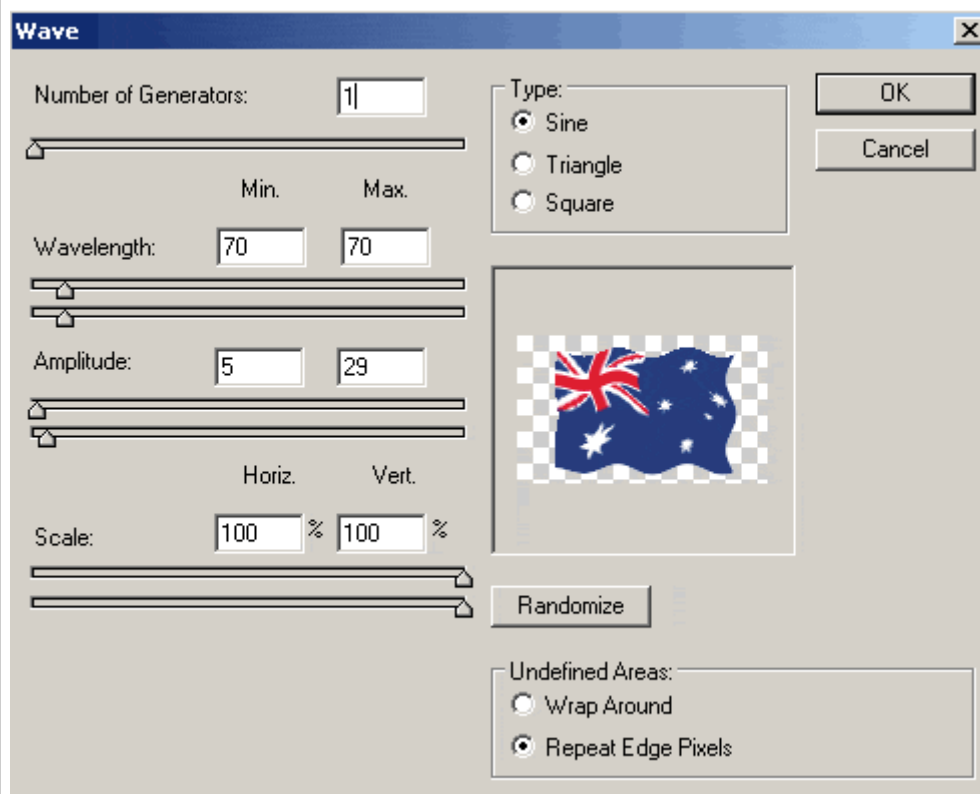 Wave
Number of Generators: 1
Min. Max.
Wavelength: 70 70
Amplitude: 5 29
Horiz. Vert.
Scale: 100 % 100 %
Type:
Sine
Triangle
Square
OK
Cancel
Randomize
Undefined Areas:
Wrap Around
Repeat Edge Pixels